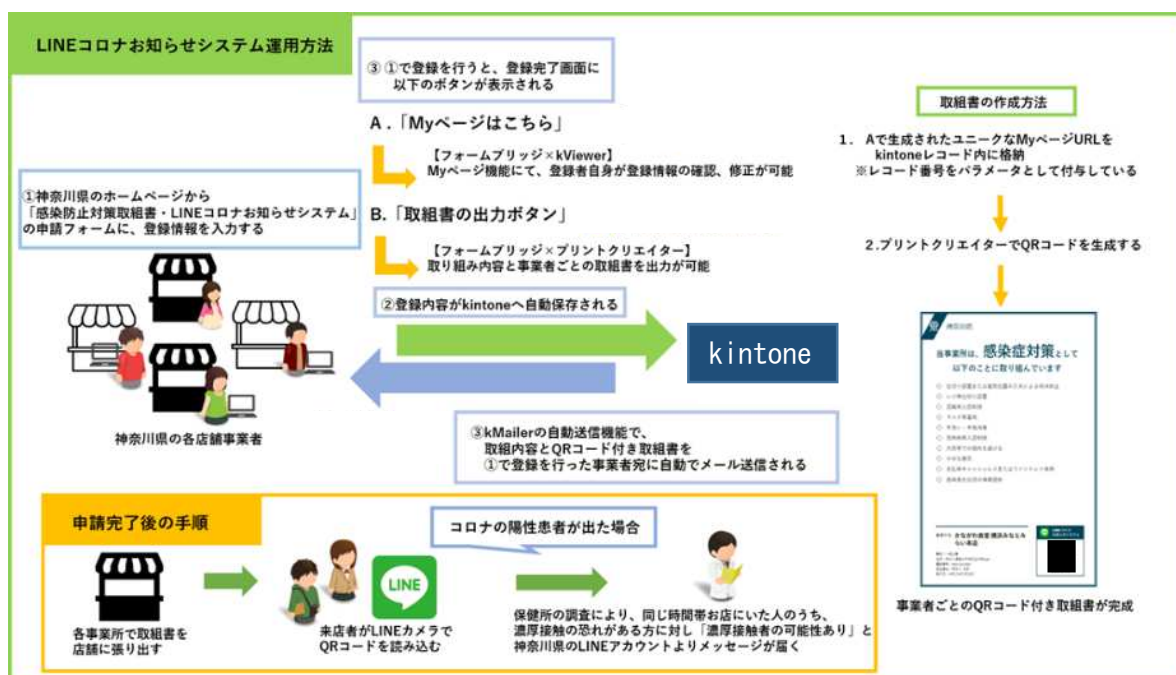 LINEコロナお知らせシステム運用方法
③ ①で登録を行うと、登録完了画面に
以下のボタンが表示される
A．「Myページはこちら」
【フォームブリッジ×kViewer】
Myページ機能にて、登録者自身が登録情報の確認、修正が可能
①神奈川県のホームページから
「感染防止対策取組書・LINEコロナお知らせシステム」
の申請フォームに、登録情報を入力する
B．「取組書の出力ボタン」
【フォームブリッジ×プリントクリエイター】
取り組み内容と事業者ごとの取組書を出力が可能
②登録内容がkintoneへ自動保存される
kintone
神奈川県の各店舗事業者
③kMailerの自動送信機能で、
取組内容とQRコード付き取組書を
①で登録を行った事業者宛に自動でメール送信される
取組書の作成方法
1． Aで生成されたユニークなMyページURLを
kintoneレコード内に格納
※レコード番号をパラメータとして付与している
2.プリントクリエイターでQRコードを生成する
当事業所は、感染症対策として
以下のことに取り組んでいます
事業者ごとのQRコード付き取組書が完成
申請完了後の手順
コロナの陽性患者が出た場合
LINE
各事業所で取組書を
店舗に張り出す
来店者がLINEカメラで
QRコードを読み込む
保健所の調査により、同じ時間帯お店にいた人のうち、
濃厚接触の恐れがある方に対し「濃厚接触者の可能性あり」と
神奈川県のLINEアカウントよりメッセージが届く